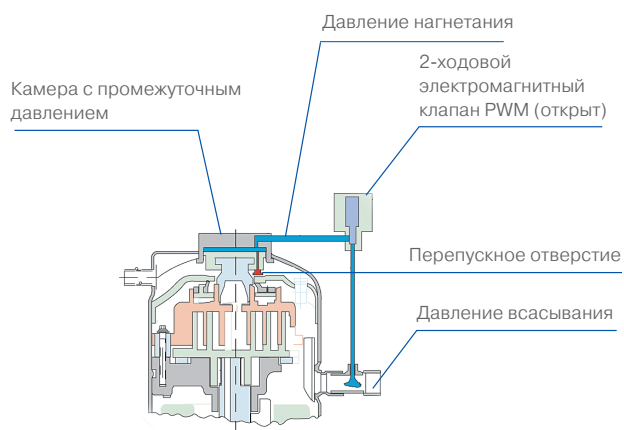 Давление нагнетания
2-ходовой
электромагнитный
клапан PWM (открыт)
Камера с промежуточным
давлением
Перепускное отверстие
Давление всасывания